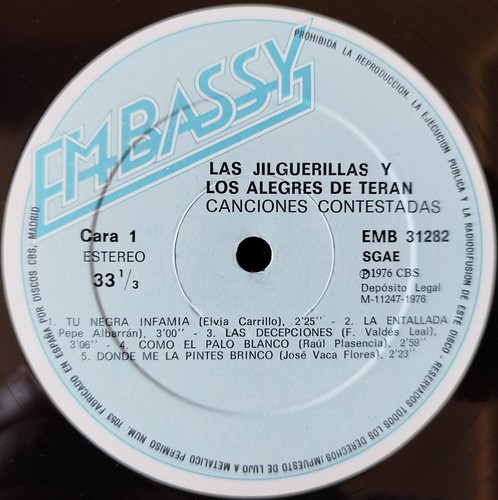 EMBASSY
PROHIBIDA LA REPRODUCCION, LA EJECUCION PUBLICA Y LA RADIODIFUSION DE ESTE DISCO - RESERVADOS TODOS LOS DERECHOS IMPUESTO DE LUJO A METALICO PERMISO NUM. 7053 FABRICADO EN ESPAÑA POR DISCOS CBS, MADRID
LAS JILGUERILLAS Y
LOS ALEGRES DE TERAN
CANCIONES CONTESTADAS
Cara 1
ESTEREO
33 1/3
EMB 31282
SGAE
Ⓟ1976 CBS
Depósito Legal
M-11247-1976
1. TU NEGRA INFAMIA (Elvia Carrillo), 2'25" - 2. LA ENTALLADA
Pepe Albarrán), 3'00" - 3. LAS DECEPCIONES (F. Valdés Leal),
3'06" - 4. COMO EL PALO BLANCO (Raúl Plasencia), 2'59"
5. DONDE ME LA PINTES BRINCO (José Vaca Flores), 2'23"